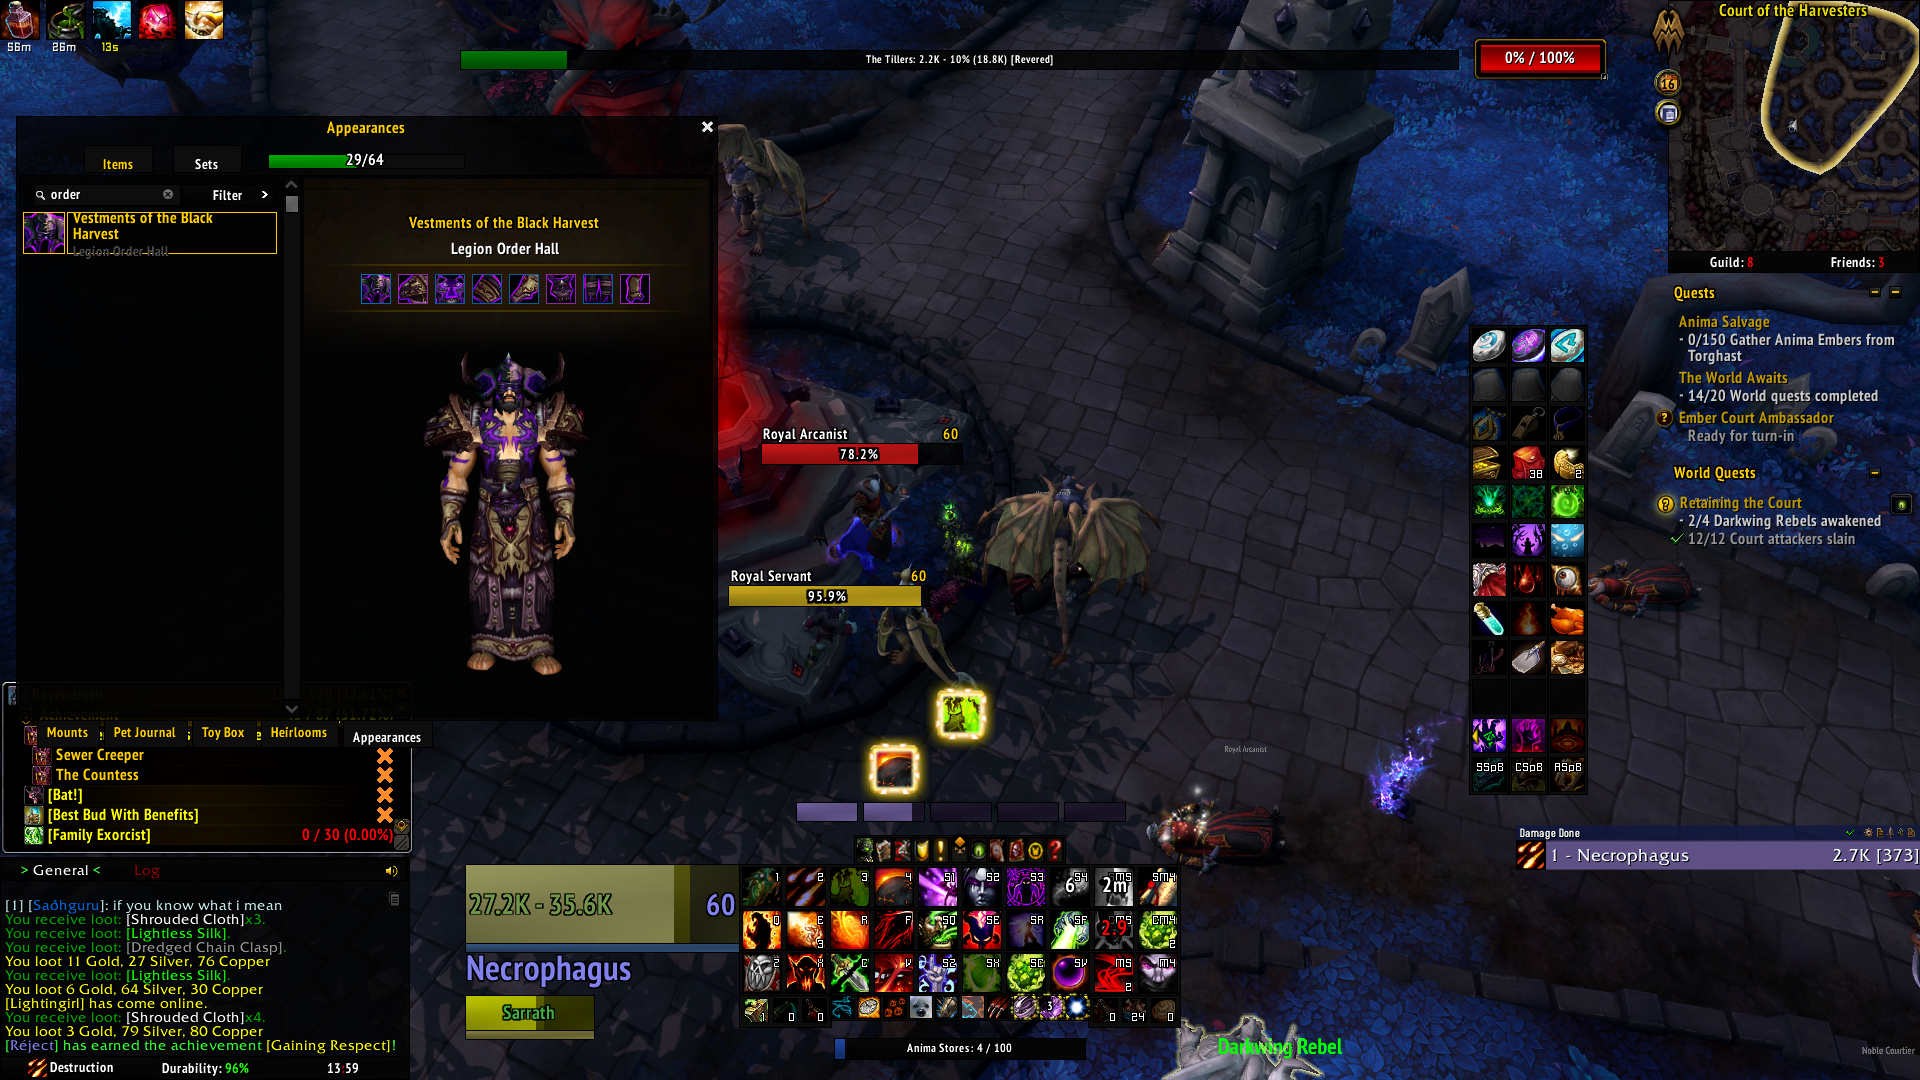 56m 26m 13s
The Tillers: 2.2K - 10% (18.8K) [Revered]
0% / 100%
Court of the Harvesters
16
Guild: 8 Friends: 3
Appearances
Items Sets 29/64
order Filter
Vestments of the Black Harvest
Legion Order Hall
Vestments of the Black Harvest
Legion Order Hall
Quests
Anima Salvage
- 0/150 Gather Anima Embers from Torghast
The World Awaits
- 14/20 World quests completed
Ember Court Ambassador
Ready for turn-in
World Quests
Retaining the Court
- 2/4 Darkwing Rebels awakened
12/12 Court attackers slain
Royal Arcanist 60
78.2%
Royal Servant 60
95.9%
38 2
SSpB CSpB ASpB
Royal Arcanist
Revendreth
Achievement
Mounts Pet Journal Toy Box Heirlooms Appearances
Sewer Creeper
The Countess
[Bat!]
[Best Bud With Benefits]
[Family Exorcist] 0 / 30 (0.00%)
> General < Log
[1] [Saðhguru]: if you know what i mean
You receive loot: [Shrouded Cloth]x3.
You receive loot: [Lightless Silk].
You receive loot: [Dredged Chain Clasp].
You loot 11 Gold, 27 Silver, 76 Copper
You receive loot: [Lightless Silk].
You loot 6 Gold, 64 Silver, 30 Copper
[Lightingirl] has come online.
You receive loot: [Shrouded Cloth]x4.
You loot 3 Gold, 79 Silver, 80 Copper
[Réject] has earned the achievement [Gaining Respect]!
Destruction Durability: 96% 13:59
27.2K - 35.6K 60
Necrophagus
Sarrath
Anima Stores: 4 / 100
Damage Done
1 - Necrophagus 2.7K [373]
Darkwing Rebel
Noble Courtier